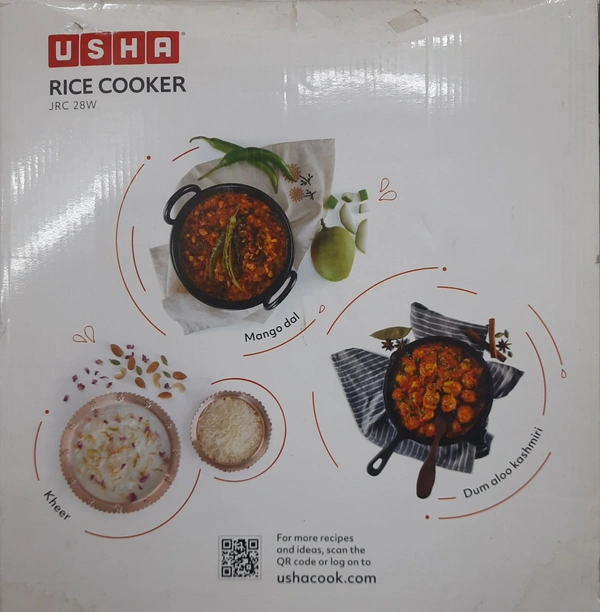 USHA
RICE COOKER
JRC 28W
Mango dal
Kheer
Dum aloo kashmiri
For more recipes
and ideas, scan the
QR code or log on to
ushacook.com